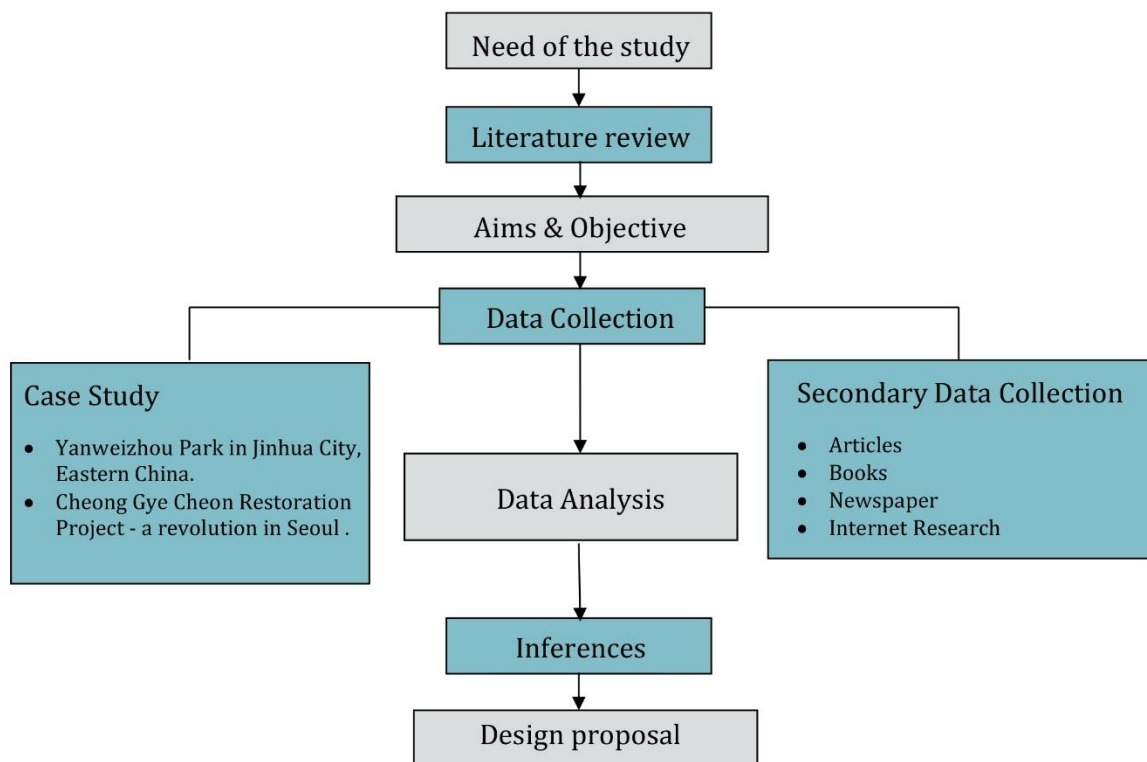 Need of the study
Literature review
Aims & Objective
Data Collection
Case Study
• Yanweizhou Park in Jinhua City,
Eastern China.
• Cheong Gye Cheon Restoration
Project - a revolution in Seoul .
Secondary Data Collection
• Articles
• Books
• Newspaper
• Internet Research
Data Analysis
Inferences
Design proposal